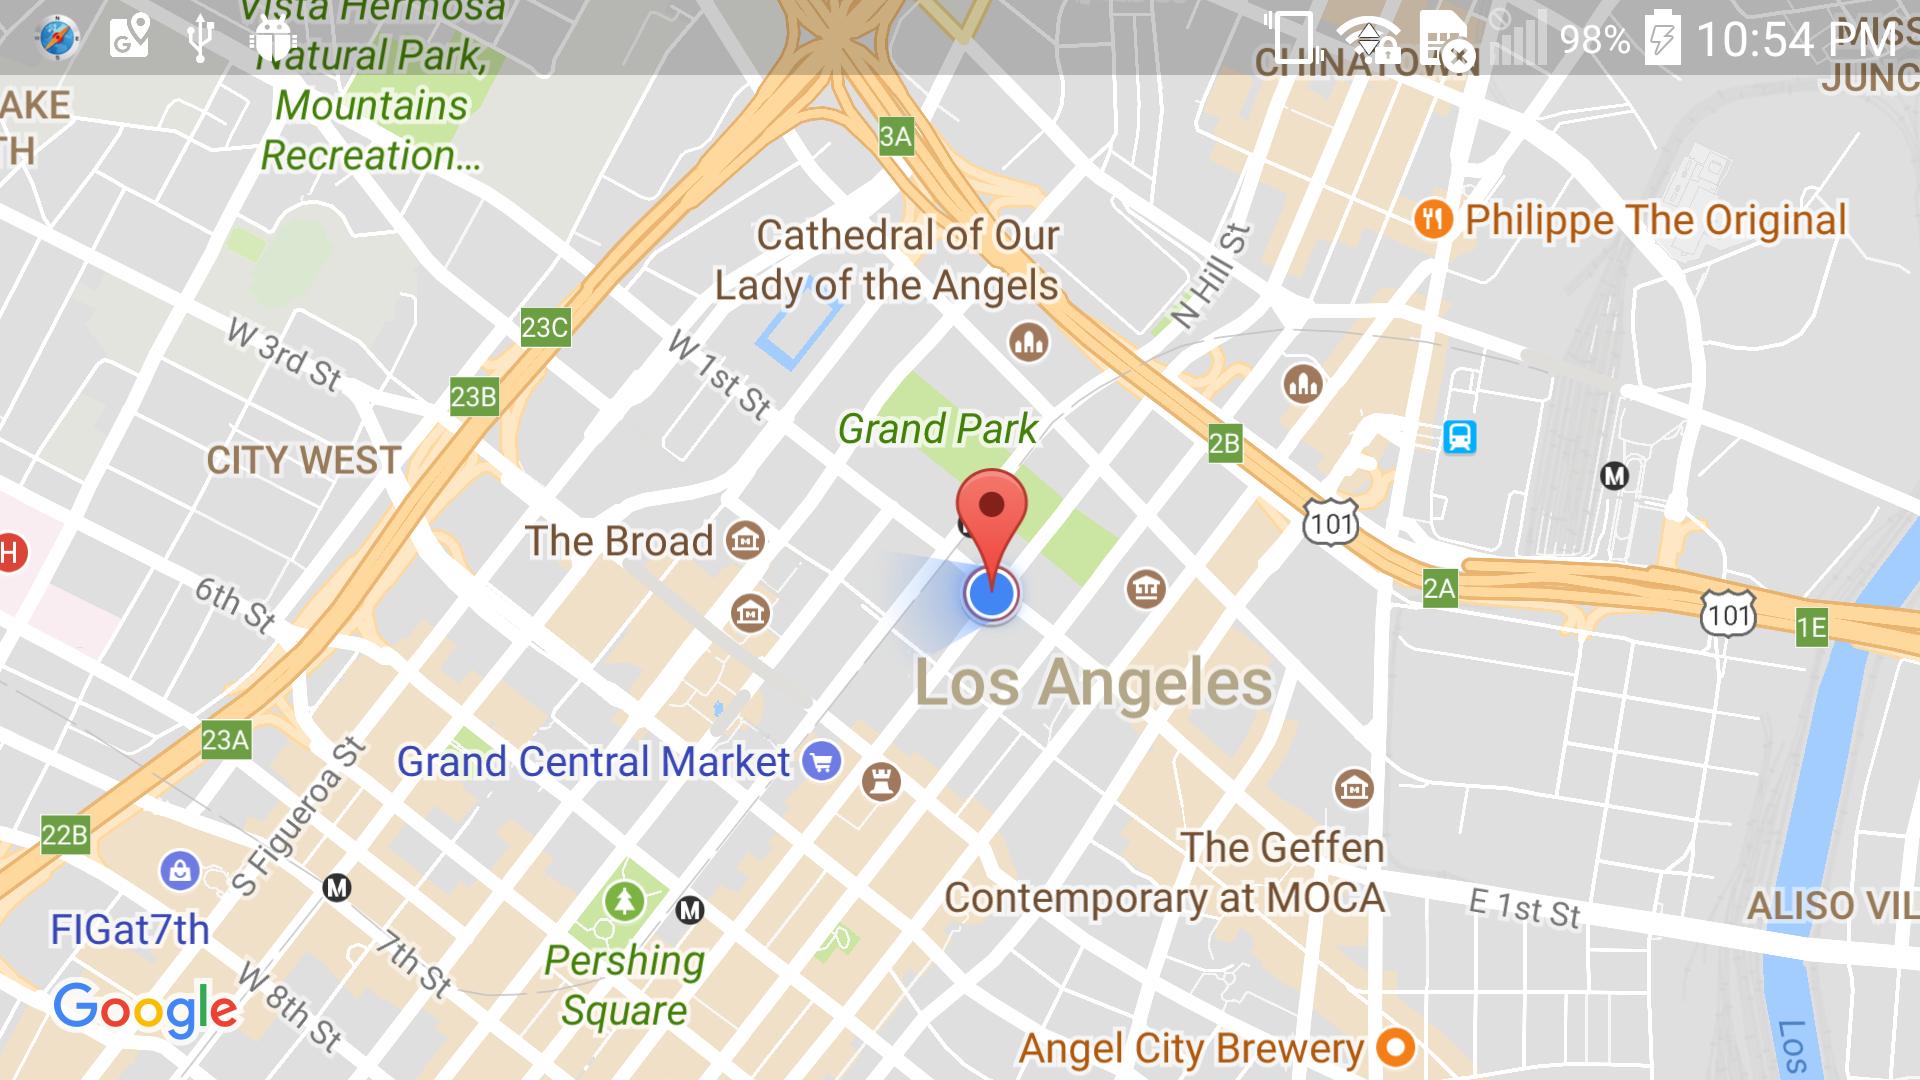 98%
10:54 PM
Vista Hermosa
Natural Park,
Mountains
Recreation...
CHINATOWN
MISS
JUNC
AKE
TH
3A
Philippe The Original
Cathedral of Our
Lady of the Angels
N Hill St
23C
W 3rd St
W 1st St
23B
Grand Park
2B
CITY WEST
M
101
The Broad
H
2A
6th St
101
1E
Los Angeles
23A
Grand Central Market
S Figueroa St
22B
The Geffen
Contemporary at MOCA
M
M
E 1st St
ALISO VIL
FIGat7th
7th St
Pershing
Square
W 8th St
Google
Angel City Brewery
Los